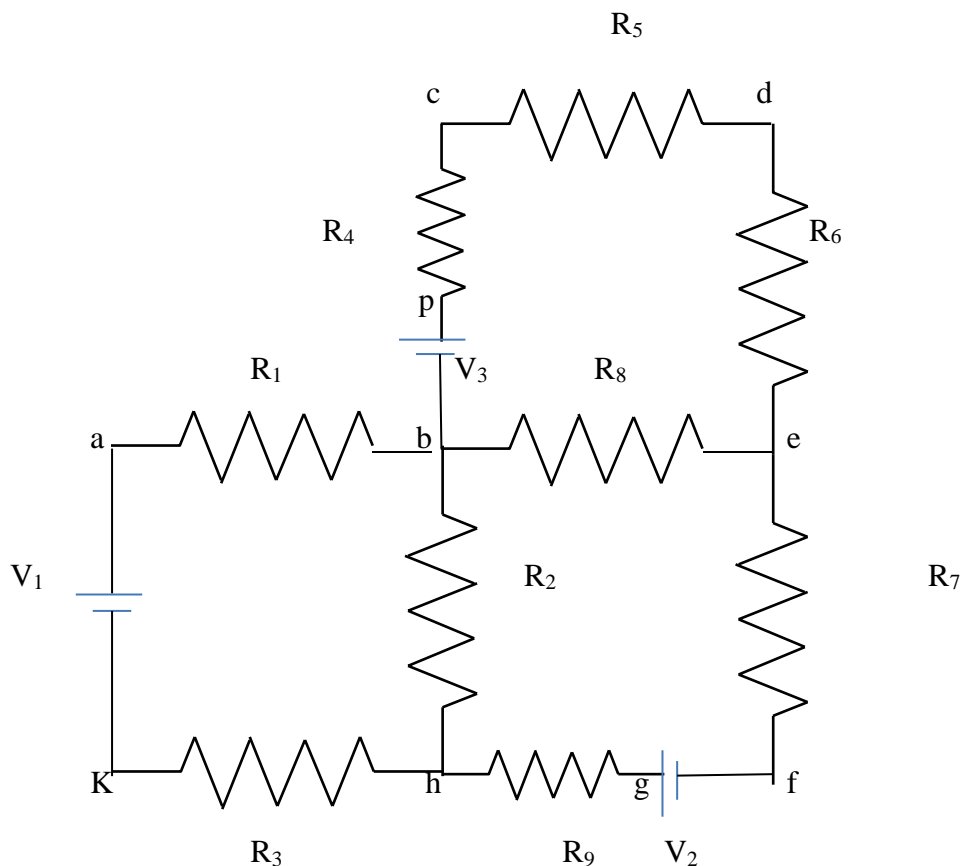 R₅
c d
R₄ R₆
p
R₁ V₃ R₈
a b e
V₁ R₂ R₇
K h g f
R₃ R₉ V₂